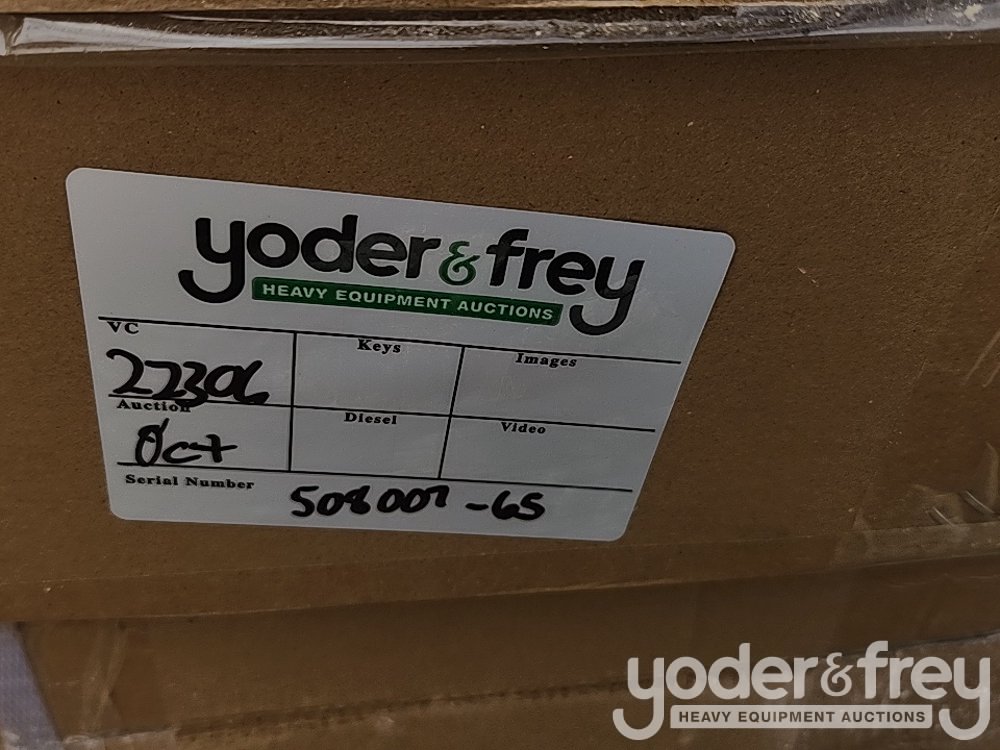 yoder & frey
HEAVY EQUIPMENT AUCTIONS
VC
Keys
Images
22306
Auction
Diesel
Video
Oct
Serial Number
508007-65
yoder & frey
HEAVY EQUIPMENT AUCTIONS